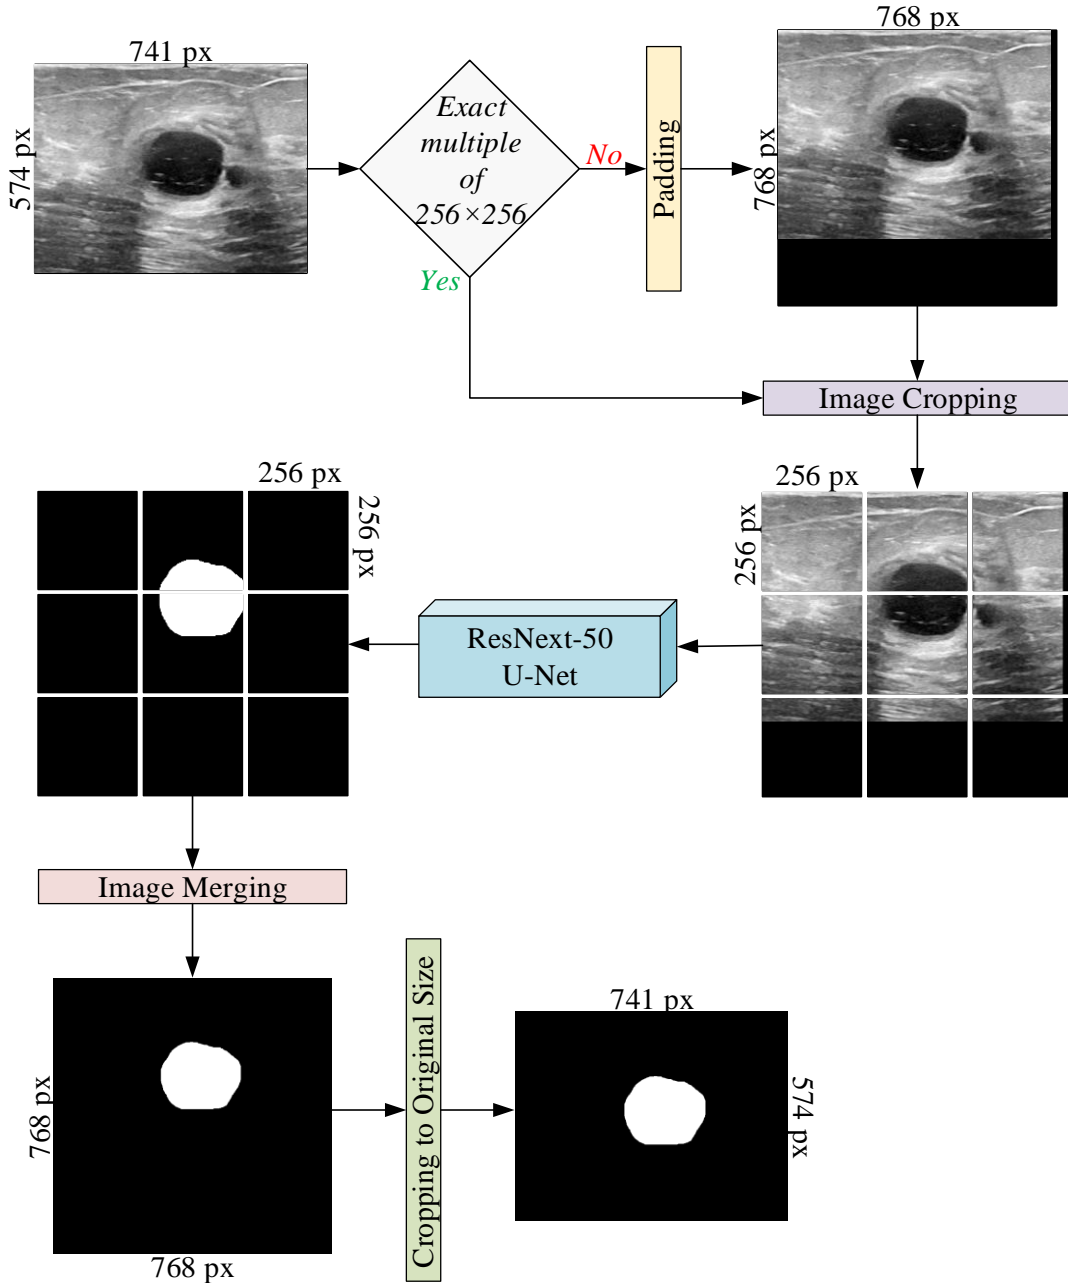 741 px
574 px
Exact
multiple
of
256×256
No
Yes
Padding
768 px
768 px
Image Cropping
256 px
256 px
ResNext-50
U-Net
256 px
256 px
Image Merging
768 px
768 px
Cropping to Original Size
741 px
574 px